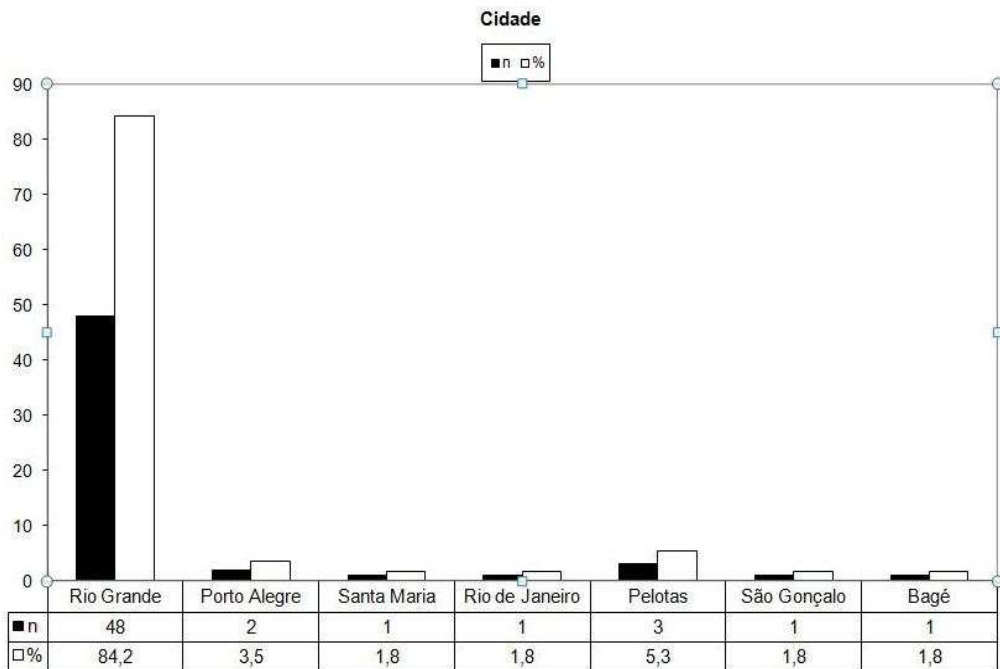 Cidade
n %
90
80
70
60
50
40
30
20
10
0
Rio Grande Porto Alegre Santa Maria Rio de Janeiro Pelotas São Gonçalo Bagé
n 48 2 1 1 3 1 1
% 84,2 3,5 1,8 1,8 5,3 1,8 1,8